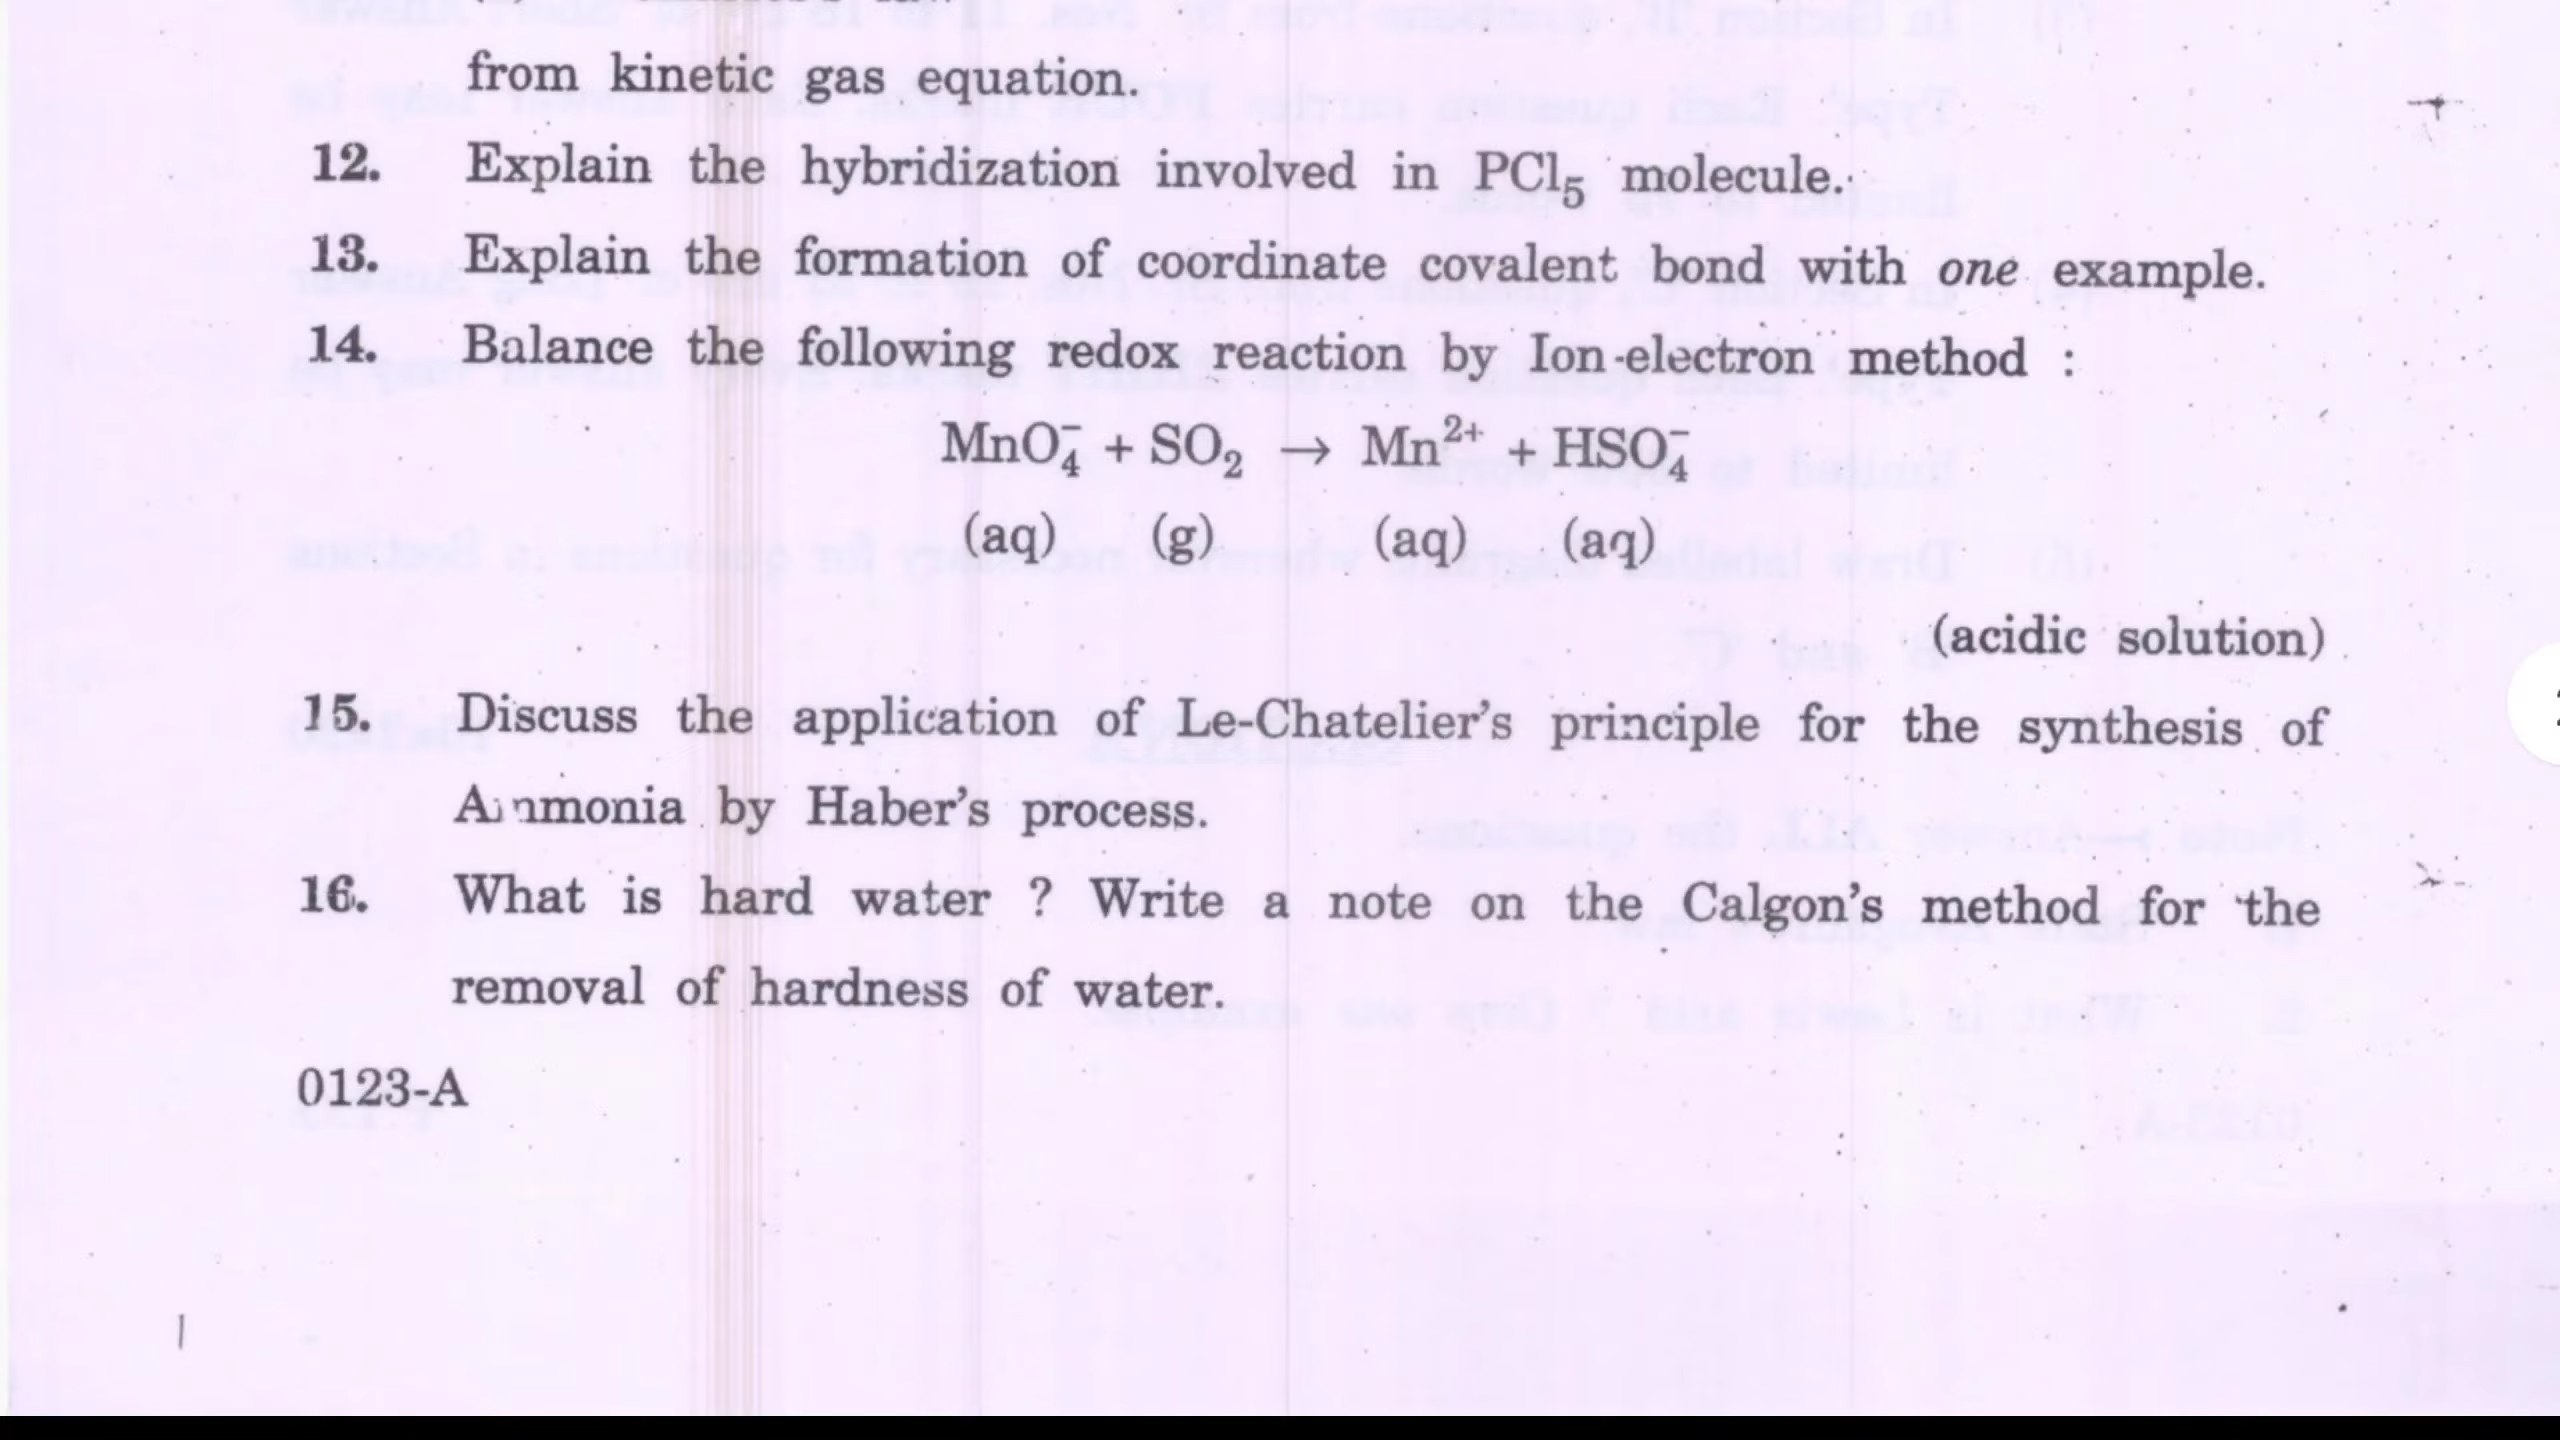 from kinetic gas equation.
12. Explain the hybridization involved in PCl₅ molecule.
13. Explain the formation of coordinate covalent bond with one example.
14. Balance the following redox reaction by Ion-electron method :
MnO₄⁻ + SO₂ → Mn²⁺ + HSO₄⁻
(aq) (g) (aq) (aq)
(acidic solution)
15. Discuss the application of Le-Chatelier's principle for the synthesis of
Ammonia by Haber's process.
16. What is hard water ? Write a note on the Calgon's method for the
removal of hardness of water.
0123-A